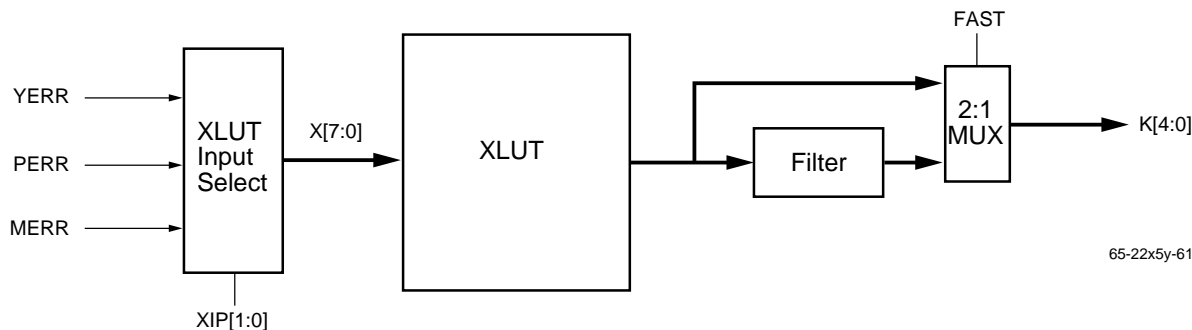 FAST
YERR
PERR
MERR
XLUT
Input
Select
XIP[1:0]
X[7:0]
XLUT
Filter
2:1
MUX
K[4:0]
65-22x5y-61